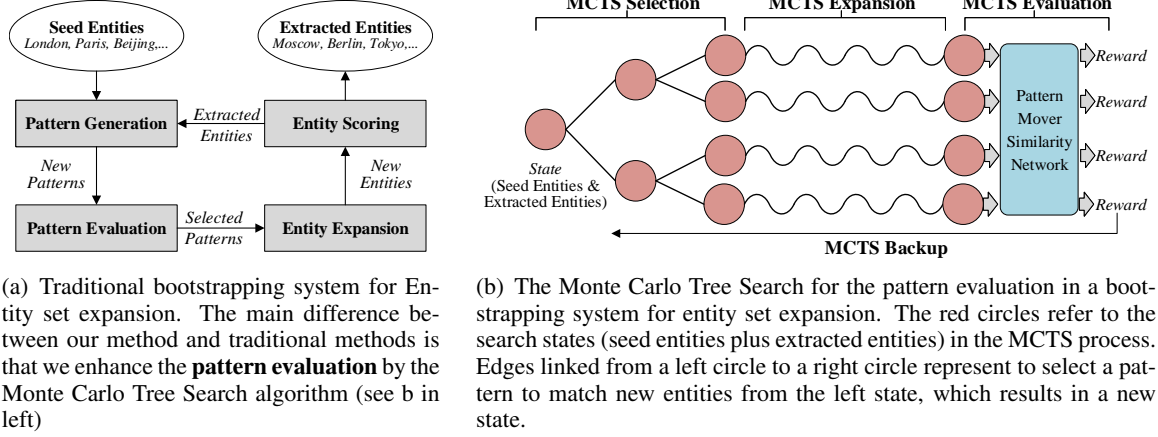 Seed Entities
London, Paris, Beijing,...
Extracted Entities
Moscow, Berlin, Tokyo,...
Pattern Generation
Extracted
Entities
Entity Scoring
New
Patterns
New
Entities
Pattern Evaluation
Selected
Patterns
Entity Expansion
(a) Traditional bootstrapping system for En-
tity set expansion. The main difference be-
tween our method and traditional methods is
that we enhance the pattern evaluation by the
Monte Carlo Tree Search algorithm (see b in
left)
MCTS Selection
MCTS Expansion
MCTS Evaluation
State
(Seed Entities &
Extracted Entities)
Pattern
Mover
Similarity
Network
Reward
Reward
Reward
Reward
MCTS Backup
(b) The Monte Carlo Tree Search for the pattern evaluation in a boot-
strapping system for entity set expansion. The red circles refer to the
search states (seed entities plus extracted entities) in the MCTS process.
Edges linked from a left circle to a right circle represent to select a pat-
tern to match new entities from the left state, which results in a new
state.